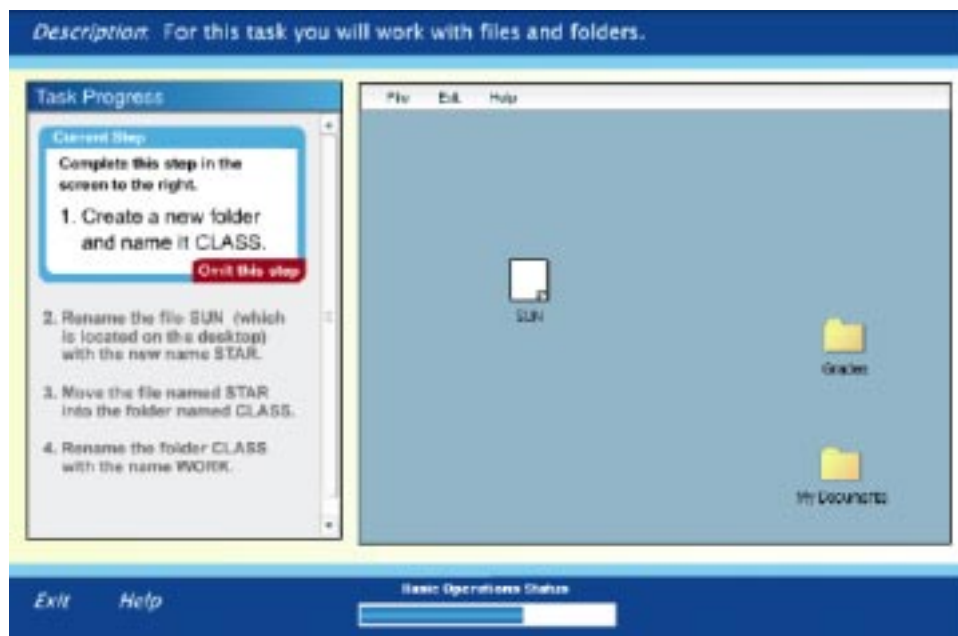 Description: For this task you will work with files and folders.
Task Progress
Current Step
Complete this step in the
screen to the right.
1. Create a new folder
and name it CLASS.
Omit this step
2. Rename the file SUN (which
is located on the desktop)
with the new name STAR.
3. Move the file named STAR
into the folder named CLASS.
4. Rename the folder CLASS
with the name WORK.
File Edit Help
SUN
Grades
My Documents
Basic Operations Status
Exit Help